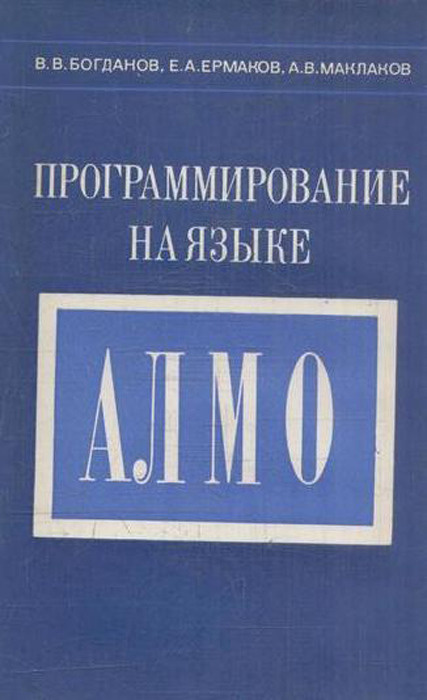 В.В.БОГДАНОВ, Е.А.ЕРМАКОВ, А.В.МАКЛАКОВ
ПРОГРАММИРОВАНИЕ
НА ЯЗЫКЕ
АЛМО